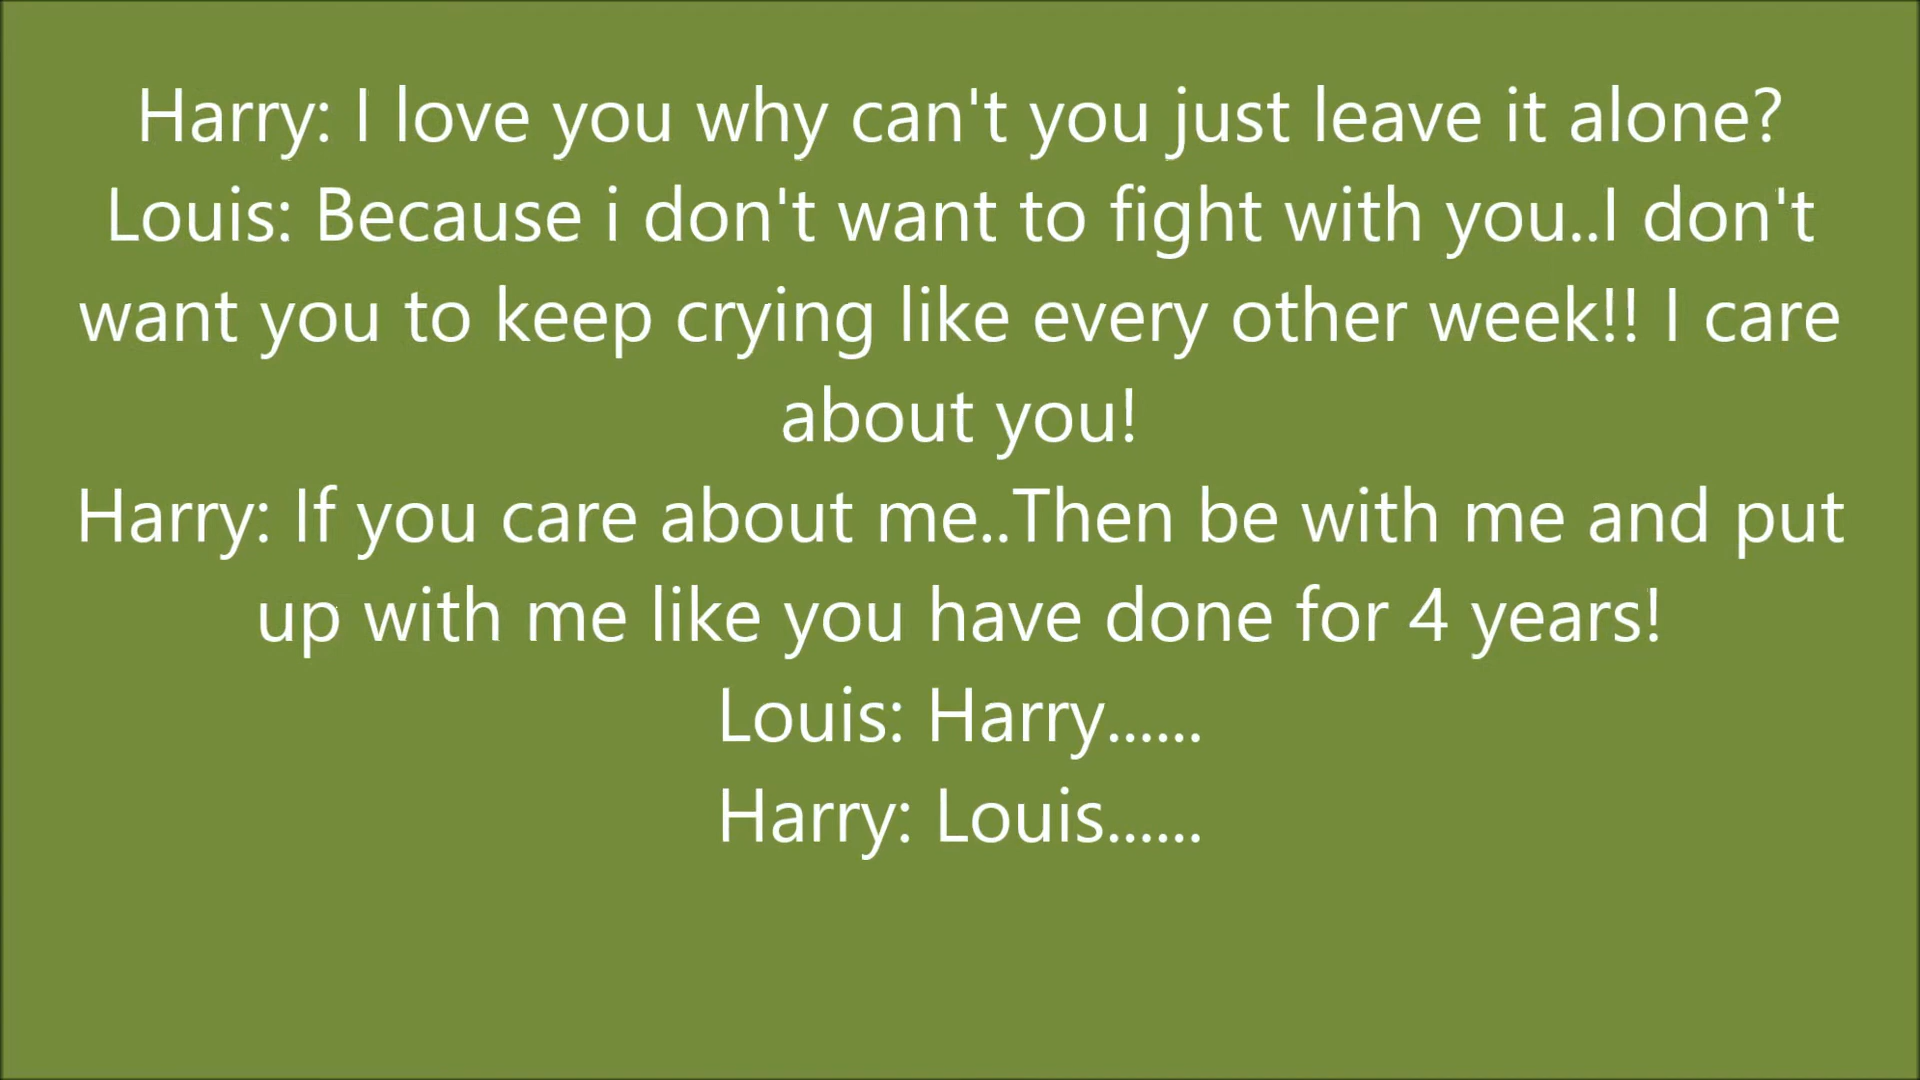 Harry: I love you why can't you just leave it alone?
Louis: Because i don't want to fight with you..I don't
want you to keep crying like every other week!! I care
about you!
Harry: If you care about me..Then be with me and put
up with me like you have done for 4 years!
Louis: Harry......
Harry: Louis......